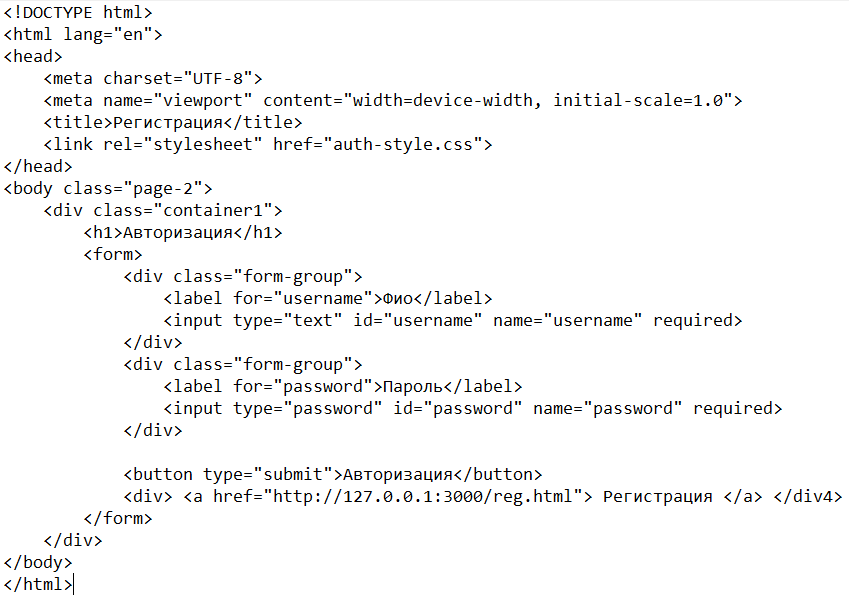 <!DOCTYPE html>
<html lang="en">
<head>
    <meta charset="UTF-8">
    <meta name="viewport" content="width=device-width, initial-scale=1.0">
    <title>Регистрация</title>
    <link rel="stylesheet" href="auth-style.css">
</head>
<body class="page-2">
    <div class="container1">
        <h1>Авторизация</h1>
        <form>
            <div class="form-group">
                <label for="username">Фио</label>
                <input type="text" id="username" name="username" required>
            </div>
            <div class="form-group">
                <label for="password">Пароль</label>
                <input type="password" id="password" name="password" required>
            </div>

            <button type="submit">Авторизация</button>
            <div> <a href="http://127.0.0.1:3000/reg.html"> Регистрация </a> </div4>
        </form>
    </div>
</body>
</html>